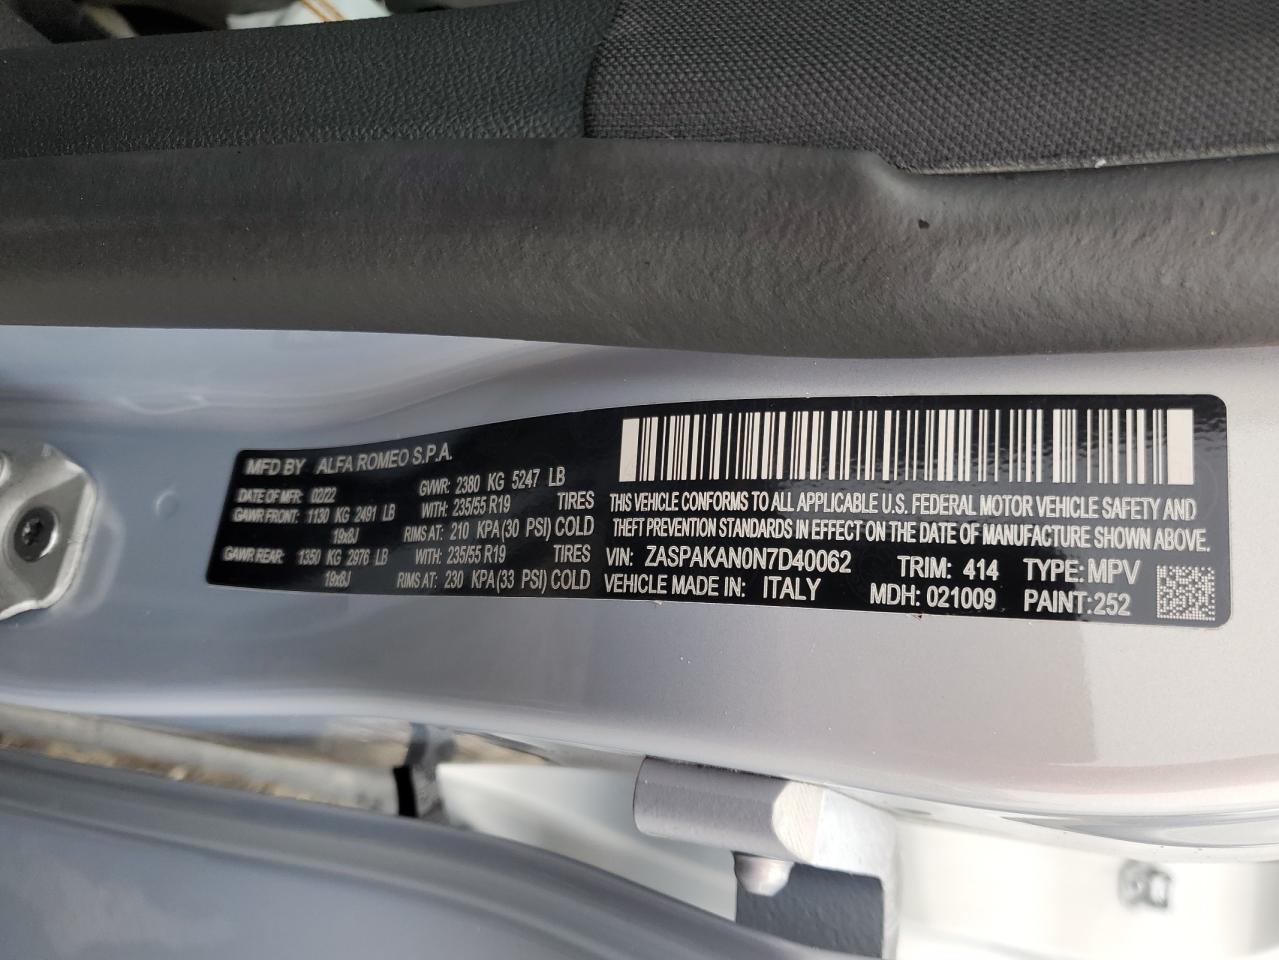 MFD BY ALFA ROMEO S.P.A.
DATE OF MFR: 02/22 GVWR: 2380 KG 5247 LB
GAWR FRONT: 1130 KG 2491 LB WITH: 235/55 R19 TIRES
19x8J RIMS AT: 210 KPA(30 PSI) COLD
GAWR REAR: 1350 KG 2976 LB WITH: 235/55 R19 TIRES
19x8J RIMS AT: 230 KPA(33 PSI) COLD
THIS VEHICLE CONFORMS TO ALL APPLICABLE U.S. FEDERAL MOTOR VEHICLE SAFETY AND
THEFT PREVENTION STANDARDS IN EFFECT ON THE DATE OF MANUFACTURE SHOWN ABOVE.
VIN: ZASPAKAN0N7D40062 TRIM: 414 TYPE: MPV
VEHICLE MADE IN: ITALY MDH: 021009 PAINT:252